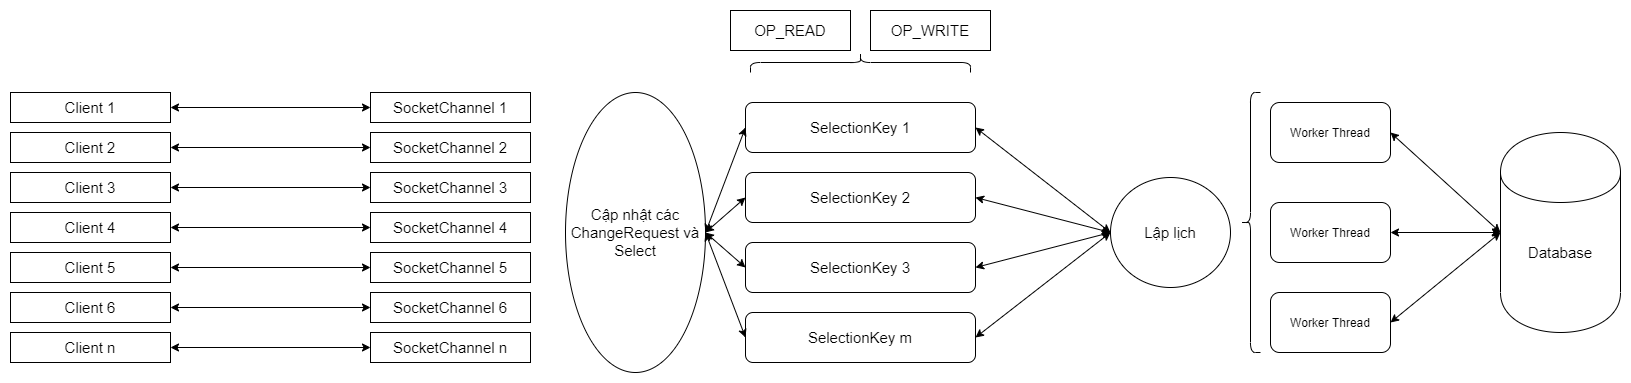 OP_READ
OP_WRITE
Client 1
Client 2
Client 3
Client 4
Client 5
Client 6
Client n
SocketChannel 1
SocketChannel 2
SocketChannel 3
SocketChannel 4
SocketChannel 5
SocketChannel 6
SocketChannel n
Cập nhật các
ChangeRequest và
Select
SelectionKey 1
SelectionKey 2
SelectionKey 3
SelectionKey m
Lập lịch
Worker Thread
Worker Thread
Worker Thread
Database